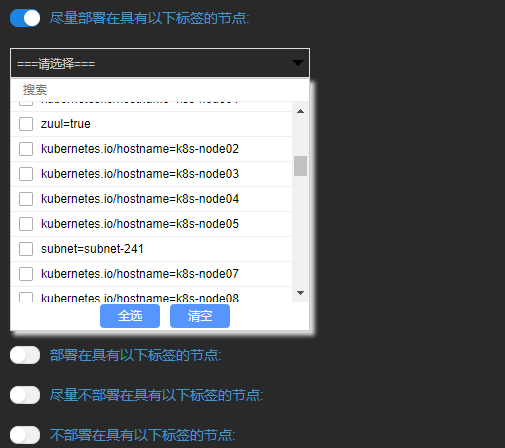 尽量部署在具有以下标签的节点:
===请选择===
搜索
zuul=true
kubernetes.io/hostname=k8s-node02
kubernetes.io/hostname=k8s-node03
kubernetes.io/hostname=k8s-node04
kubernetes.io/hostname=k8s-node05
subnet=subnet-241
kubernetes.io/hostname=k8s-node07
kubernetes.io/hostname=k8s-node08
全选 清空
部署在具有以下标签的节点:
尽量不部署在具有以下标签的节点:
不部署在具有以下标签的节点: